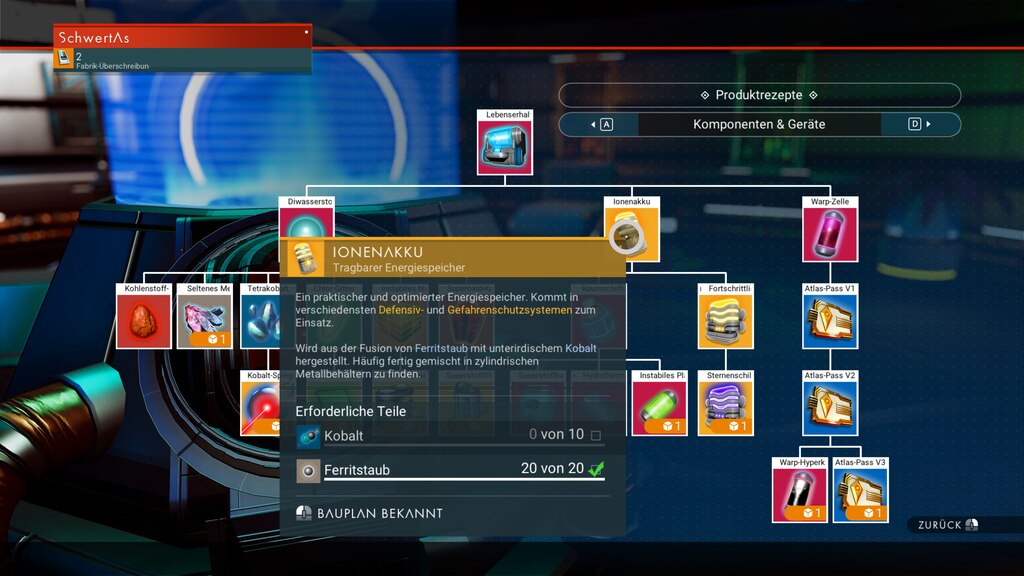 SchwertΛs
2
Fabrik-Überschreibun
Produktrezepte
A
Komponenten & Geräte
D
Lebenserhal
Diwassersto
Ionenakku
Warp-Zelle
IONENAKKU
Tragbarer Energiespeicher
Ein praktischer und optimierter Energiespeicher. Kommt in
verschiedensten Defensiv- und Gefahrenschutzsystemen zum
Einsatz.
Wird aus der Fusion von Ferritstaub mit unterirdischem Kobalt
hergestellt. Häufig fertig gemischt in zylindrischen
Metallbehältern zu finden.
Erforderliche Teile
Kobalt
0 von 10
Ferritstaub
20 von 20
BAUPLAN BEKANNT
Kohlenstoff-
Seltenes Me
1
Tetrakobal
Fortschrittli
Atlas-Pass V1
Kobalt-Sp
Instabiles Pl
1
Sternenschil
1
Atlas-Pass V2
Warp-Hyperk
1
Atlas-Pass V3
1
ZURÜCK